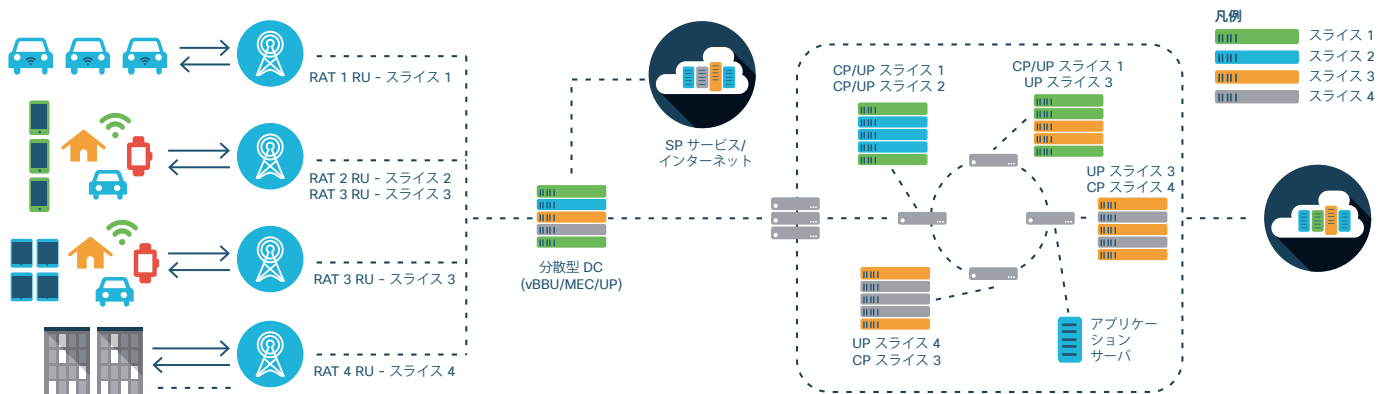 RAT 1 RU - スライス 1
RAT 2 RU - スライス 2
RAT 3 RU - スライス 3
RAT 3 RU - スライス 3
RAT 4 RU - スライス 4
分散型 DC
(vBBU/MEC/UP)
SP サービス/
インターネット
CP/UP スライス 1
CP/UP スライス 2
CP/UP スライス 1
UP スライス 3
UP スライス 3
CP スライス 4
UP スライス 4
CP スライス 3
アプリケー
ション
サーバ
凡例
スライス 1
スライス 2
スライス 3
スライス 4